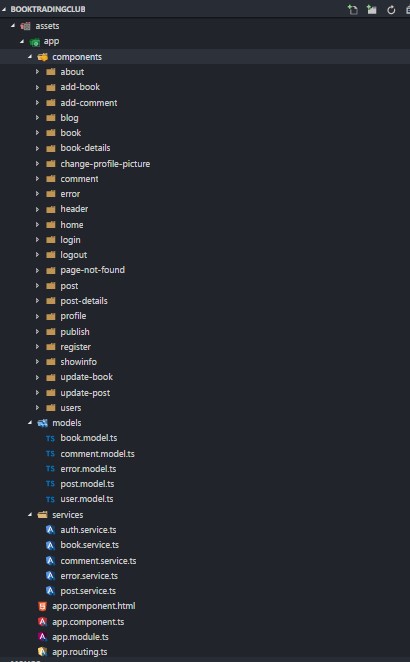 BOOKTRADINGCLUB
assets
app
components
about
add-book
add-comment
blog
book
book-details
change-profile-picture
comment
error
header
home
login
logout
page-not-found
post
post-details
profile
publish
register
showinfo
update-book
update-post
users
models
TS book.model.ts
TS comment.model.ts
TS error.model.ts
TS post.model.ts
TS user.model.ts
services
auth.service.ts
book.service.ts
comment.service.ts
error.service.ts
post.service.ts
app.component.html
app.component.ts
app.module.ts
app.routing.ts